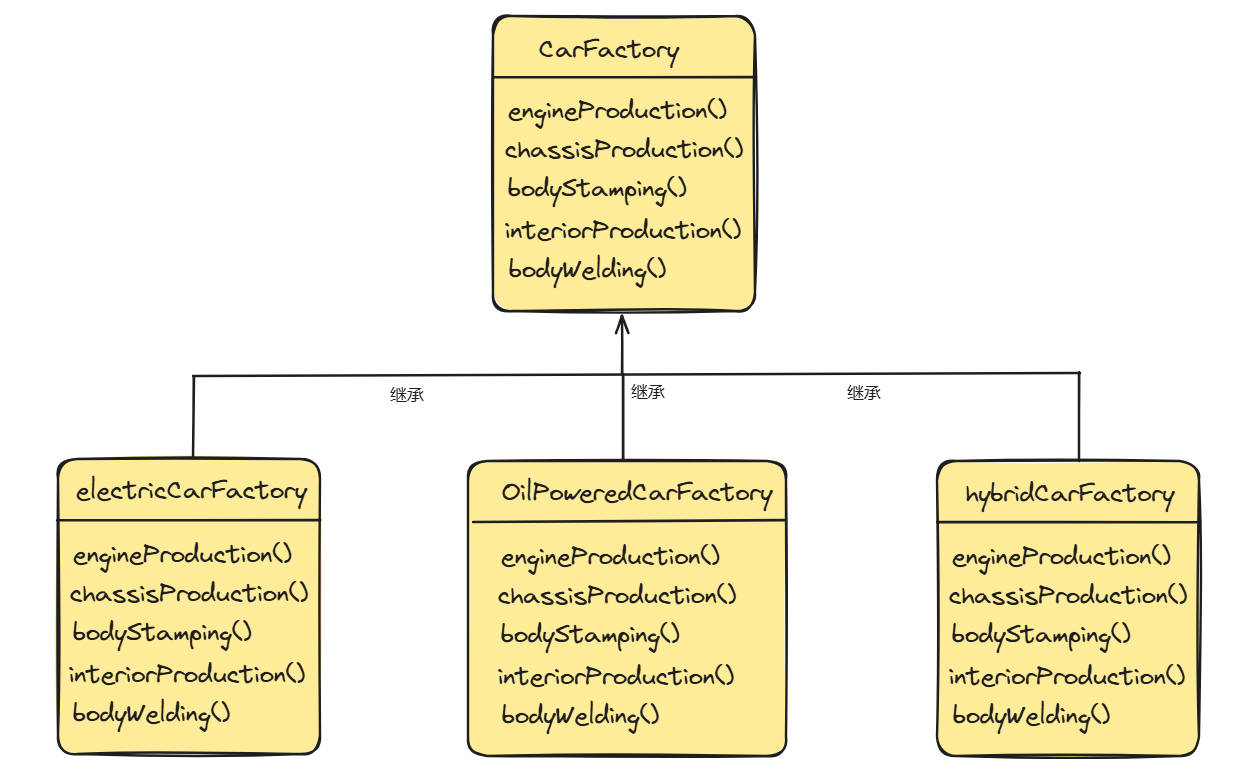 CarFactory
engineProduction()
chassisProduction()
bodyStamping()
interiorProduction()
bodyWelding()
继承
继承
继承
electricCarFactory
engineProduction()
chassisProduction()
bodyStamping()
interiorProduction()
bodyWelding()
OilPoweredCarFactory
engineProduction()
chassisProduction()
bodyStamping()
interiorProduction()
bodyWelding()
hybridCarFactory
engineProduction()
chassisProduction()
bodyStamping()
interiorProduction()
bodyWelding()